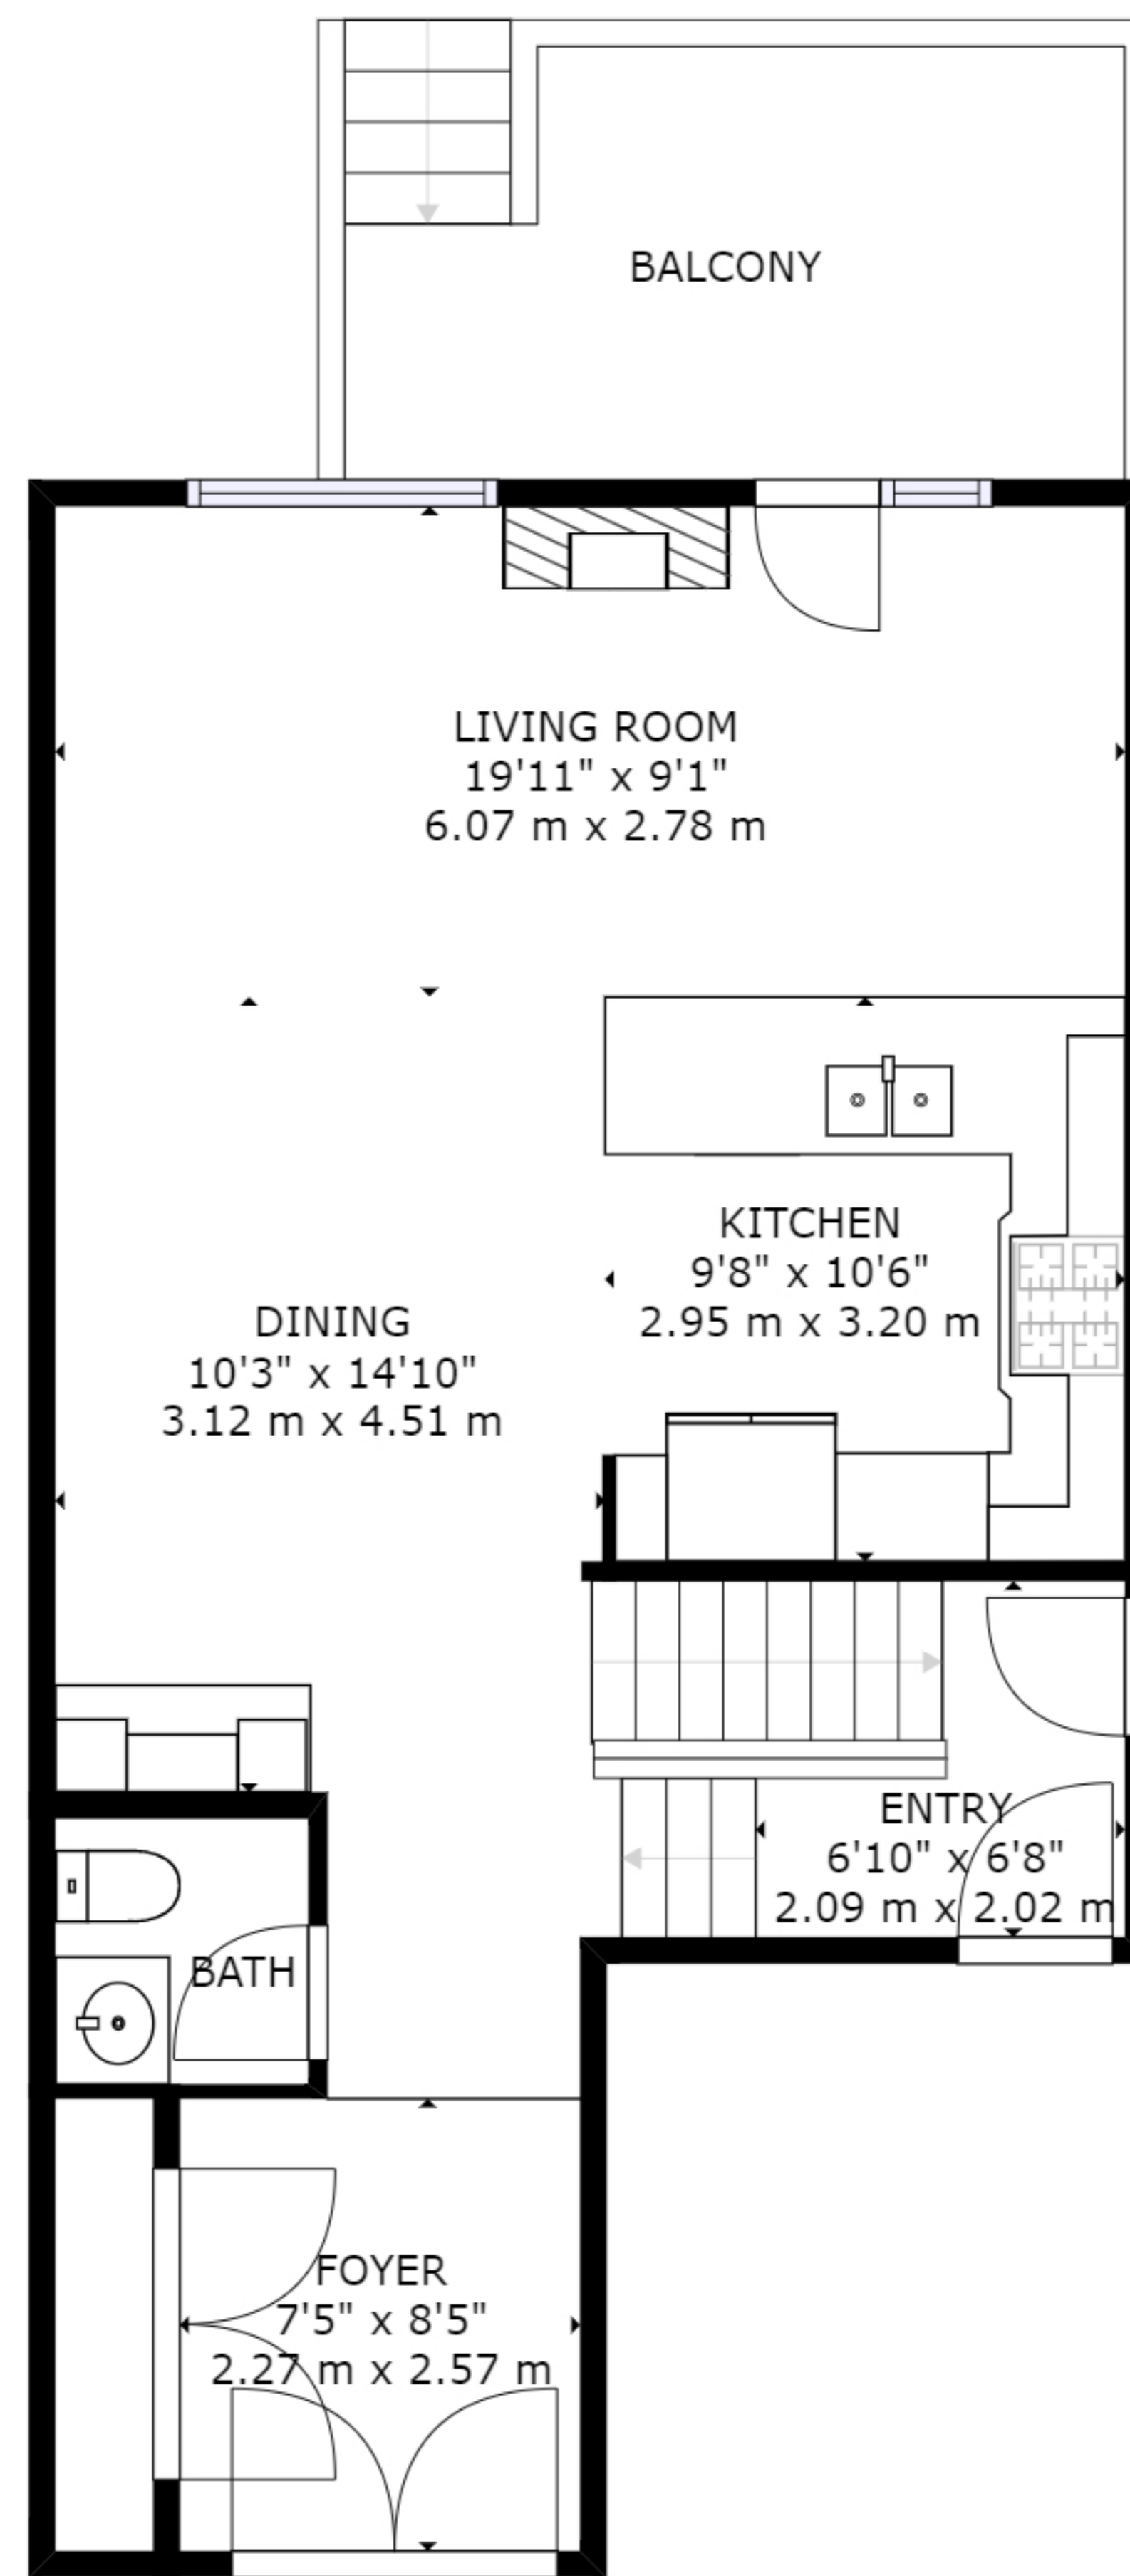 BALCONY
LIVING ROOM
19'11" x 9'1"
6.07 m x 2.78 m
KITCHEN
9'8" x 10'6"
2.95 m x 3.20 m
DINING
10'3" x 14'10"
3.12 m x 4.51 m
ENTRY
6'10" x 6'8"
2.09 m x 2.02 m
BATH
FOYER
7'5" x 8'5"
2.27 m x 2.57 m